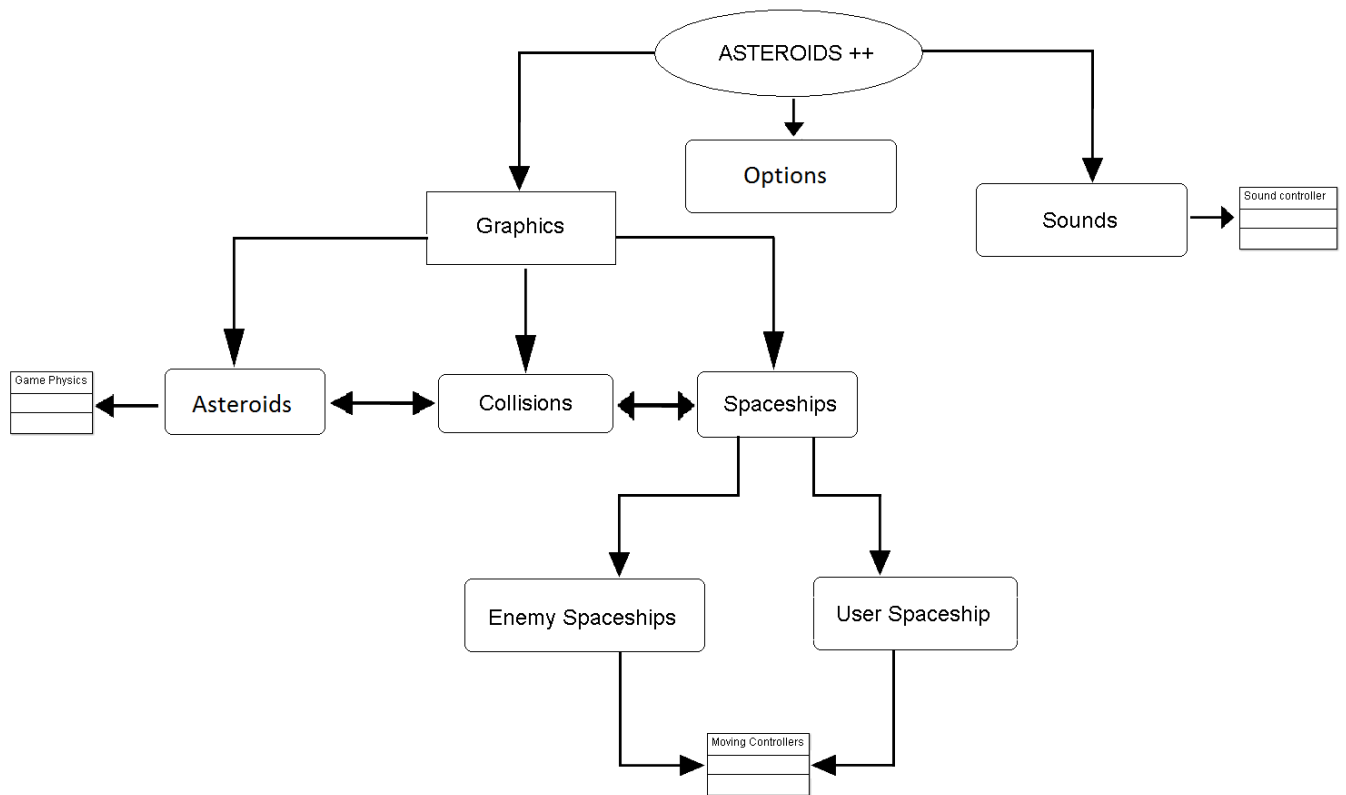 ASTEROIDS ++
Options
Graphics
Sounds
Sound controller
Game Physics
Asteroids
Collisions
Spaceships
Enemy Spaceships
User Spaceship
Moving Controllers